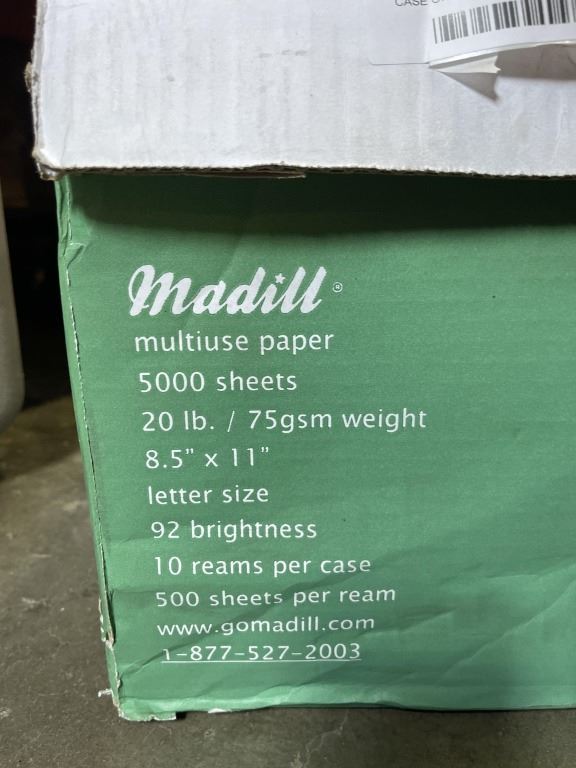 CASE
madill®
multiuse paper
5000 sheets
20 lb. / 75gsm weight
8.5" x 11"
letter size
92 brightness
10 reams per case
500 sheets per ream
www.gomadill.com
1-877-527-2003